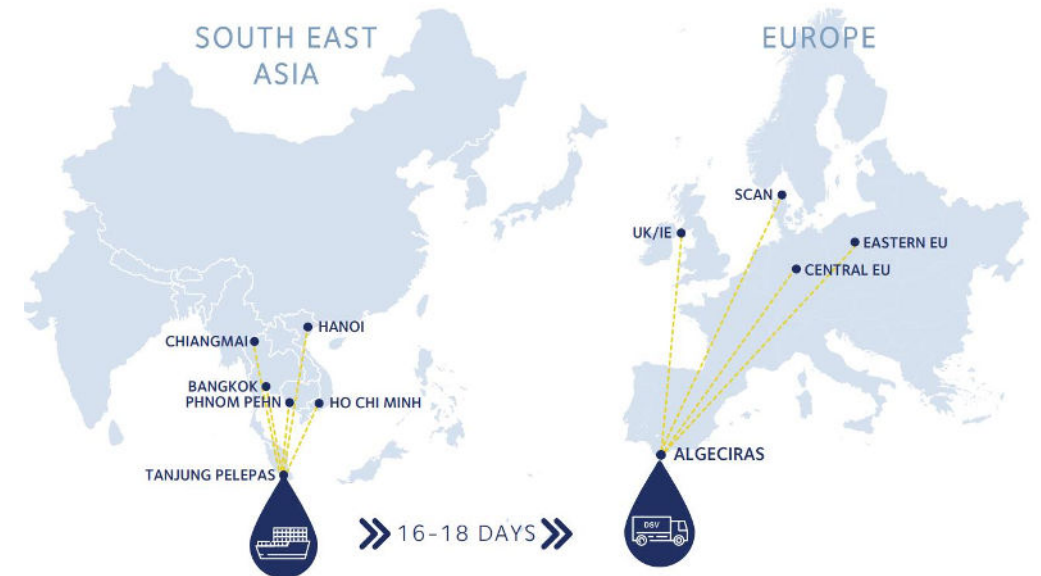 SOUTH EAST
ASIA
EUROPE
SCAN
UK/IE
EASTERN EU
CENTRAL EU
HANOI
CHIANGMAI
BANGKOK
PHNOM PEHN
HO CHI MINH
ALGECIRAS
TANJUNG PELEPAS
16-18 DAYS
DSV